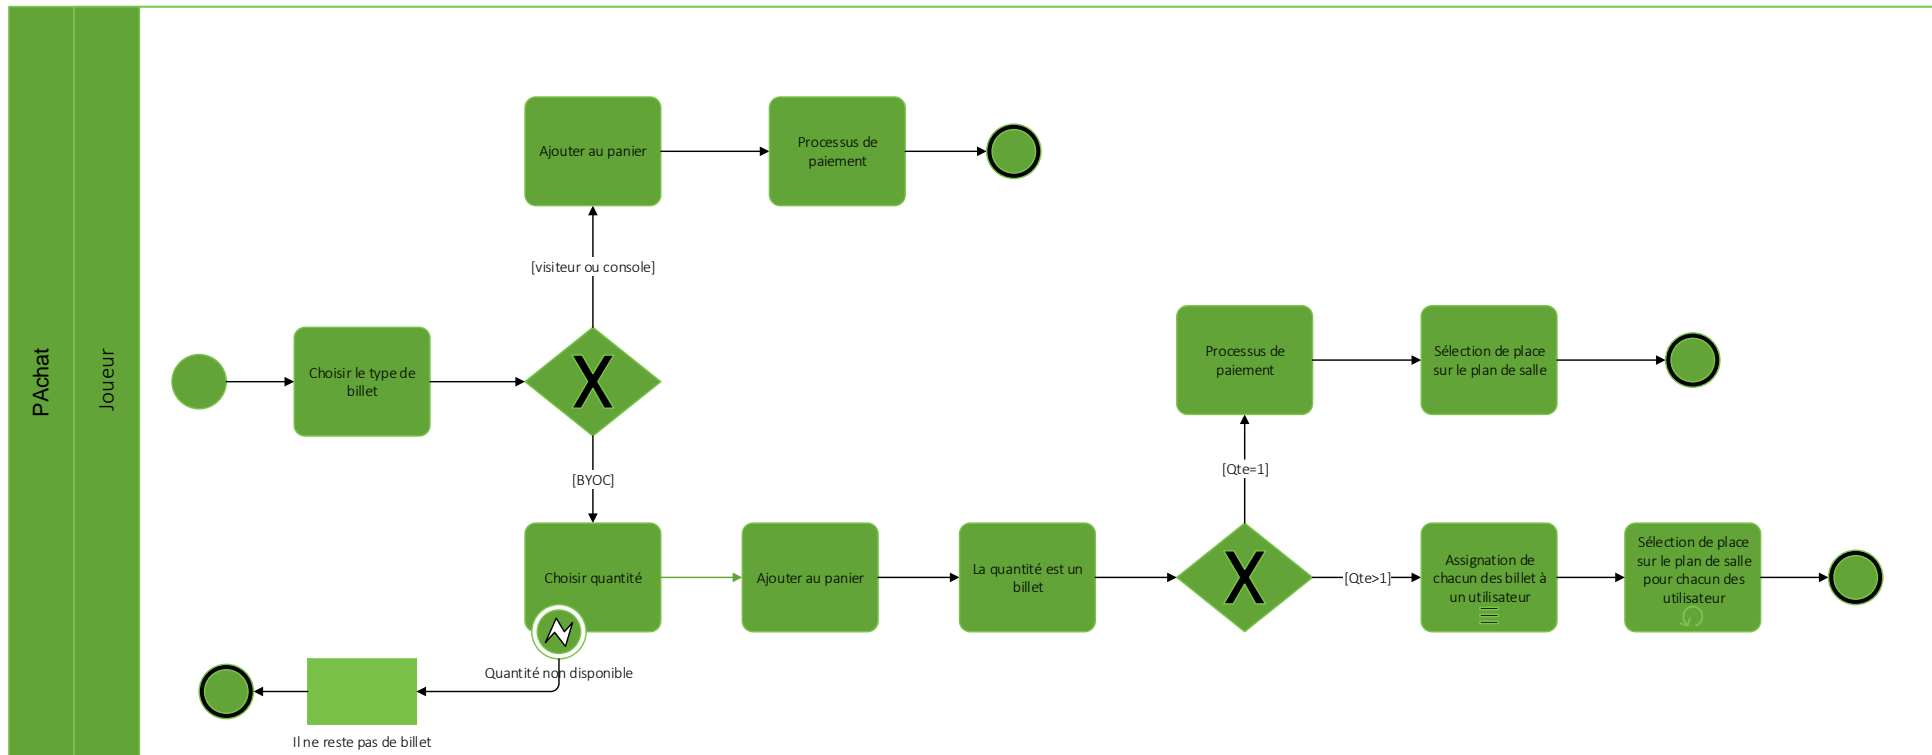 PAchat
Joueur
Ajouter au panier
Processus de
paiement
[visiteur ou console]
Choisir le type de
billet
X
[BYOC]
Processus de
paiement
Sélection de place
sur le plan de salle
[Qte=1]
Choisir quantité
Ajouter au panier
La quantité est un
billet
X
[Qte>1]
Assignation de
chacun des billet à
un utilisateur
Sélection de place
sur le plan de salle
pour chacun des
utilisateur
Quantité non disponible
Il ne reste pas de billet